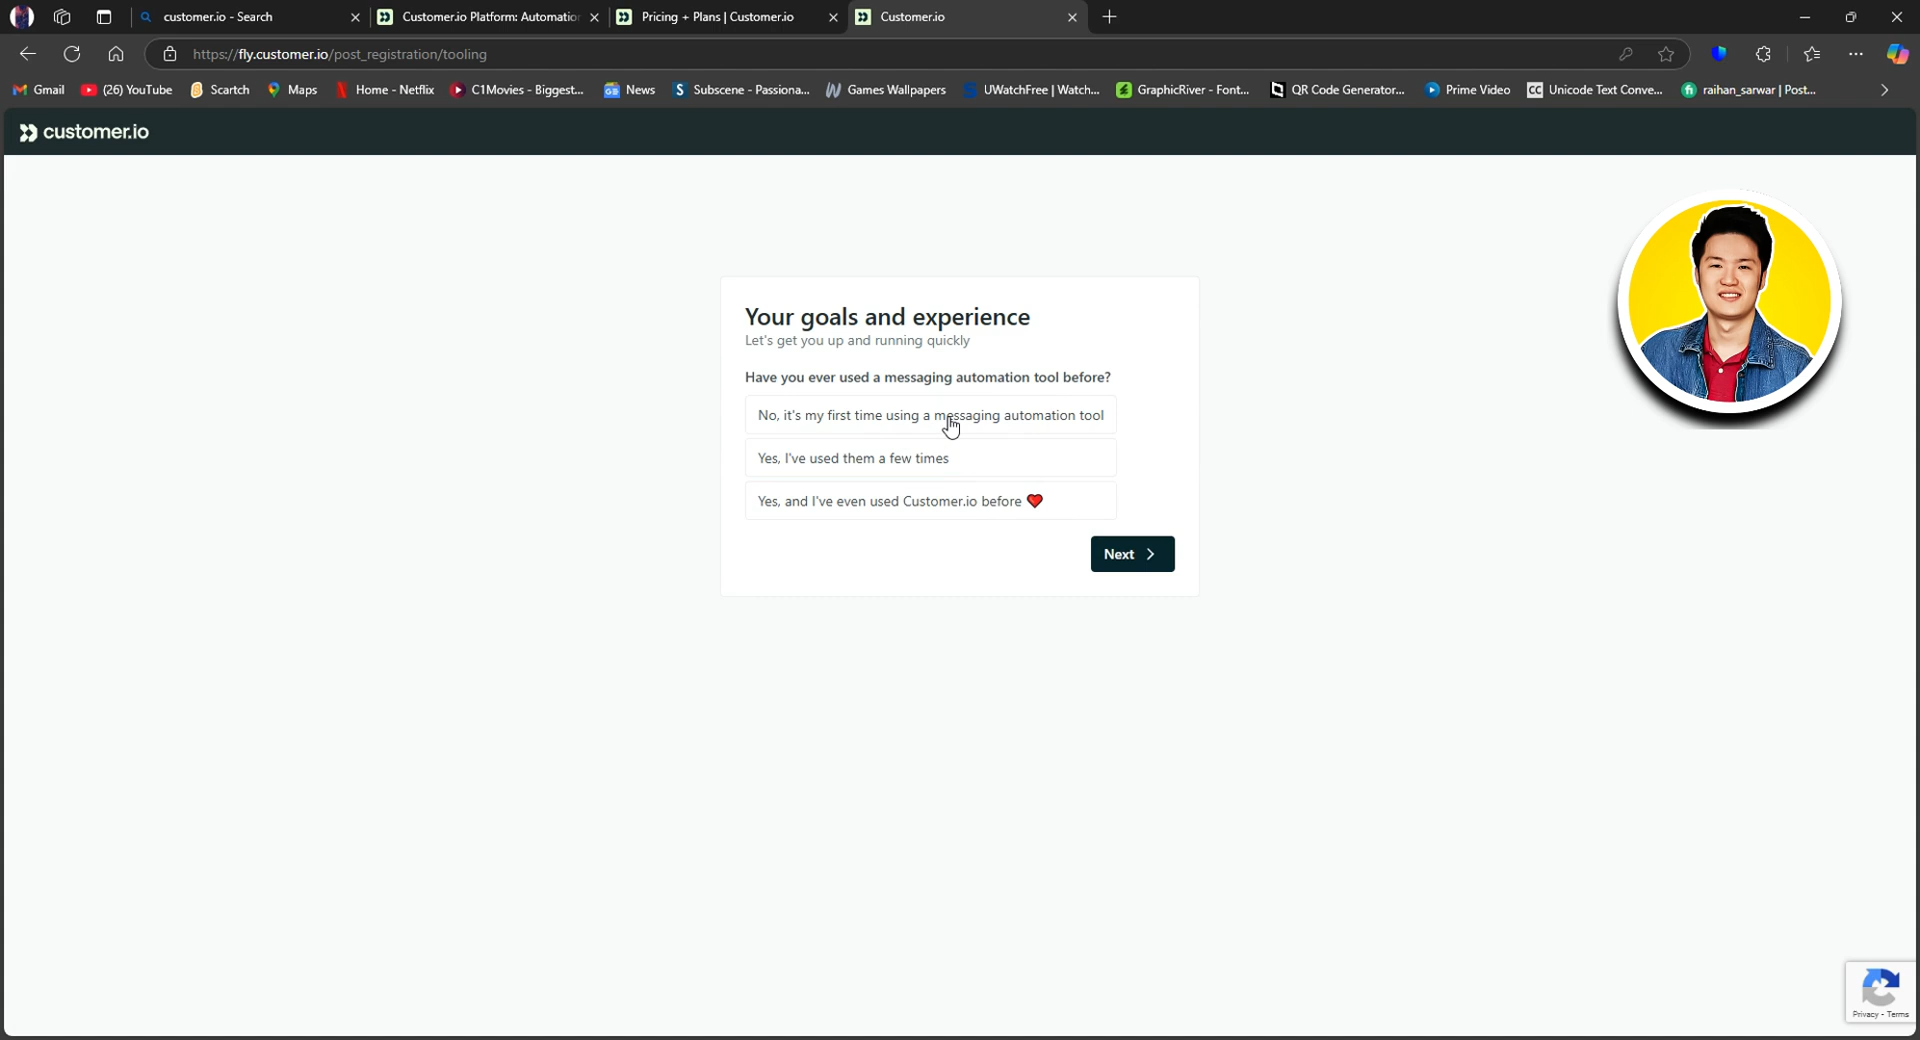 customer.io - Search
Customer.io Platform: Automatio
Pricing + Plans | Customer.io
Customer.io
https://fly.customer.io/post_registration/tooling
Gmail
(26) YouTube
Scartch
Maps
Home - Netflix
C1Movies - Biggest...
News
Subscene - Passiona...
Games Wallpapers
UWatchFree | Watch...
GraphicRiver - Font...
QR Code Generator...
Prime Video
Unicode Text Conve...
raihan_sarwar | Post...
customer.io
Your goals and experience
Let's get you up and running quickly
Have you ever used a messaging automation tool before?
No, it's my first time using a messaging automation tool
Yes, I've used them a few times
Yes, and I've even used Customer.io before ❤️
Next
Privacy - Terms